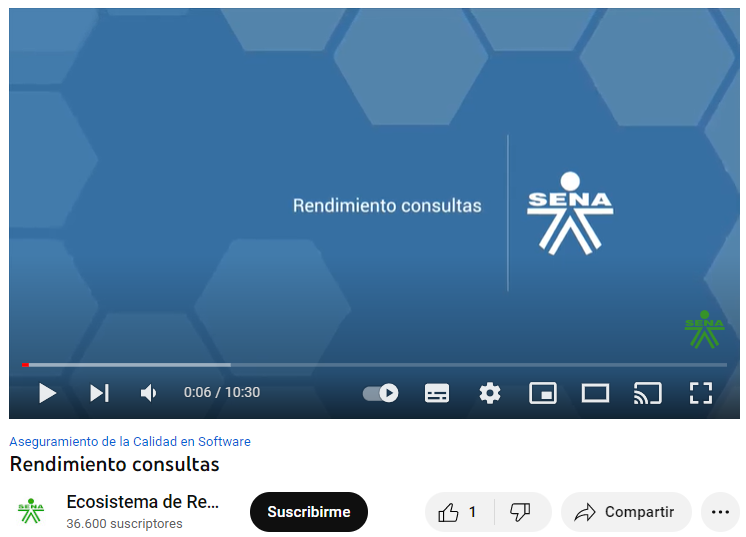 Rendimiento consultas
SENA
SENA
0:06 / 10:30
Aseguramiento de la Calidad en Software
Rendimiento consultas
SENA
Ecosistema de Re...
36.600 suscriptores
Suscribirme
1
Compartir